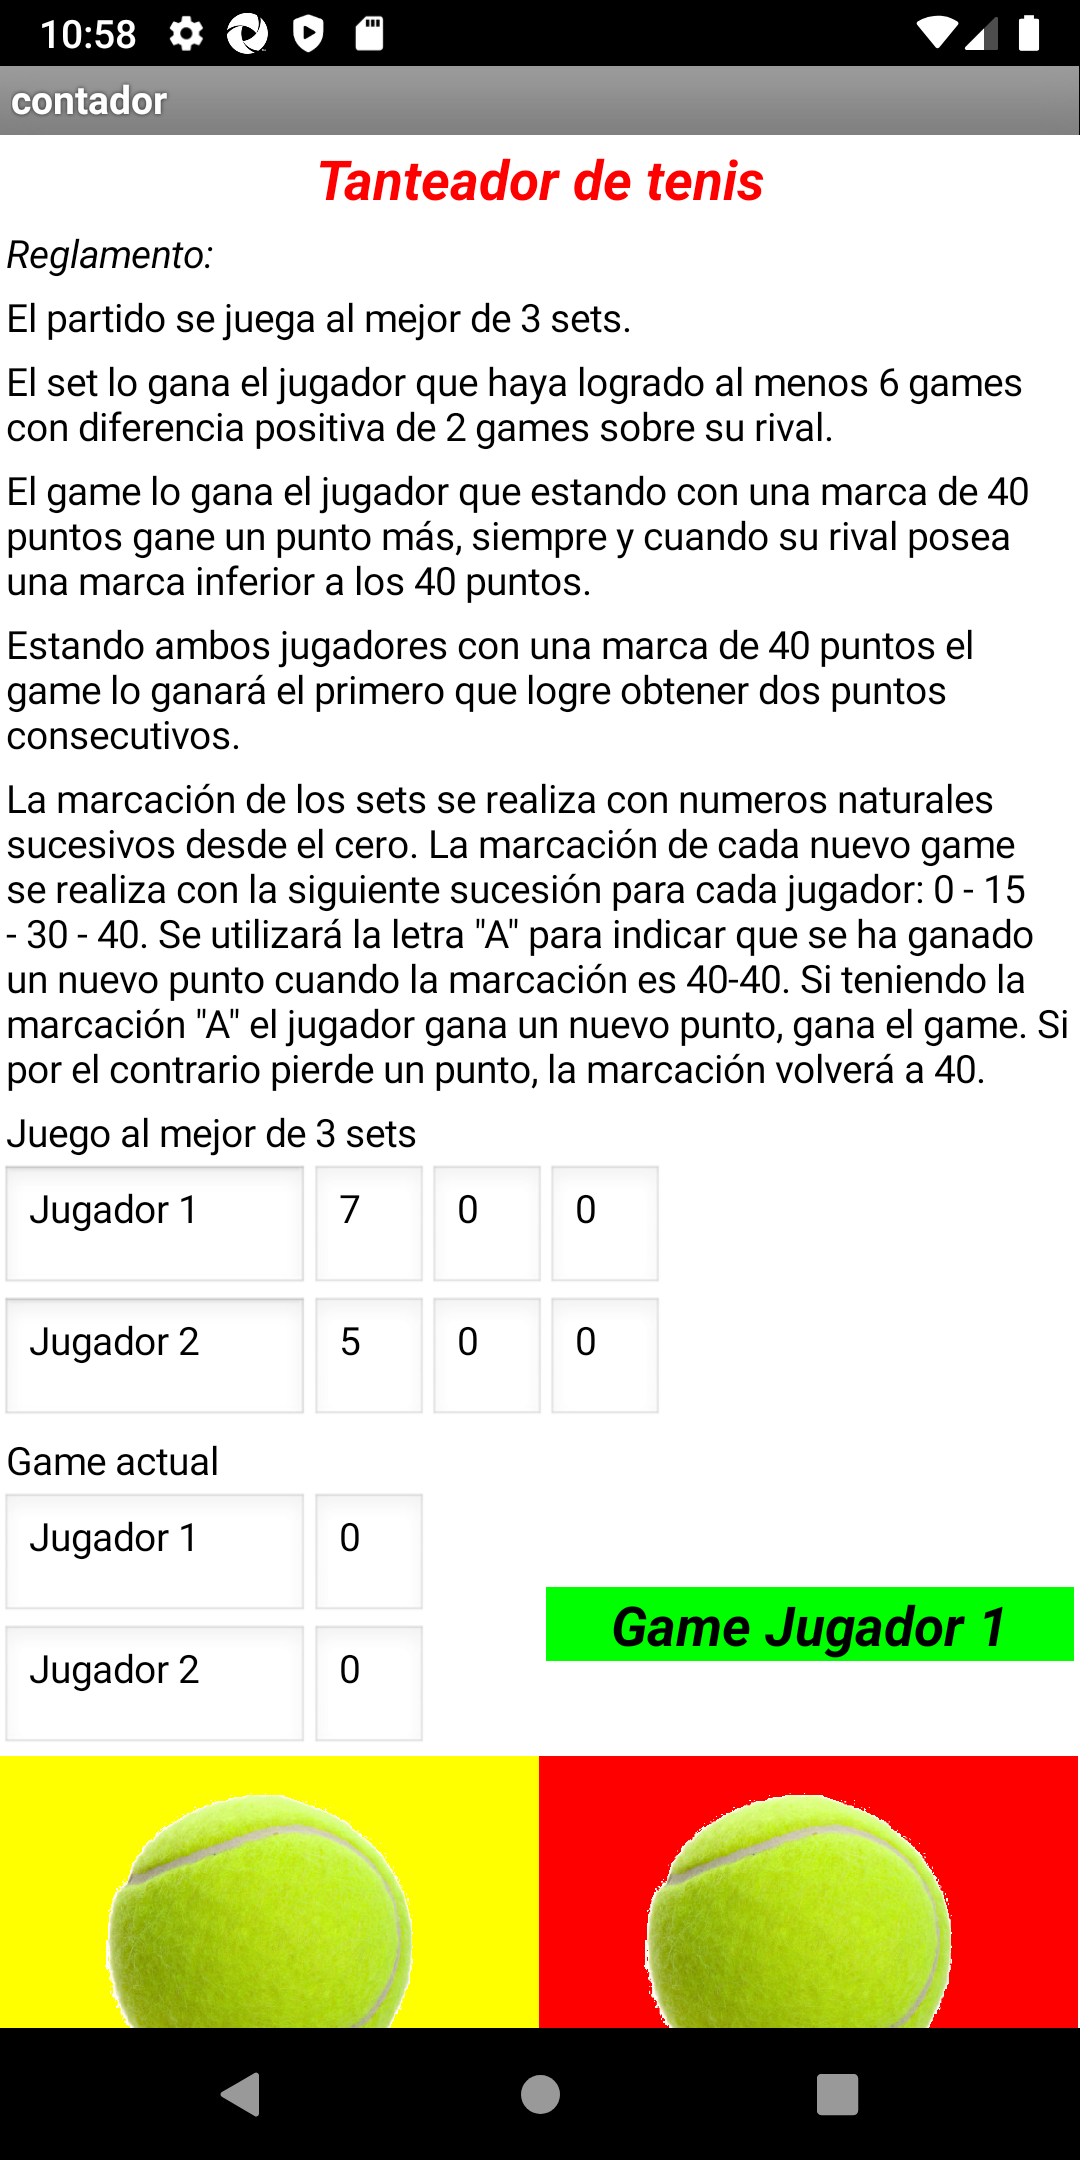 10:58
contador
Tanteador de tenis
Reglamento:
El partido se juega al mejor de 3 sets.
El set lo gana el jugador que haya logrado al menos 6 games
con diferencia positiva de 2 games sobre su rival.
El game lo gana el jugador que estando con una marca de 40
puntos gane un punto más, siempre y cuando su rival posea
una marca inferior a los 40 puntos.
Estando ambos jugadores con una marca de 40 puntos el
game lo ganará el primero que logre obtener dos puntos
consecutivos.
La marcación de los sets se realiza con numeros naturales
sucesivos desde el cero. La marcación de cada nuevo game
se realiza con la siguiente sucesión para cada jugador: 0 - 15
- 30 - 40. Se utilizará la letra "A" para indicar que se ha ganado
un nuevo punto cuando la marcación es 40-40. Si teniendo la
marcación "A" el jugador gana un nuevo punto, gana el game. Si
por el contrario pierde un punto, la marcación volverá a 40.
Juego al mejor de 3 sets
Jugador 1 7 0 0
Jugador 2 5 0 0
Game actual
Jugador 1 0
Game Jugador 1
Jugador 2 0